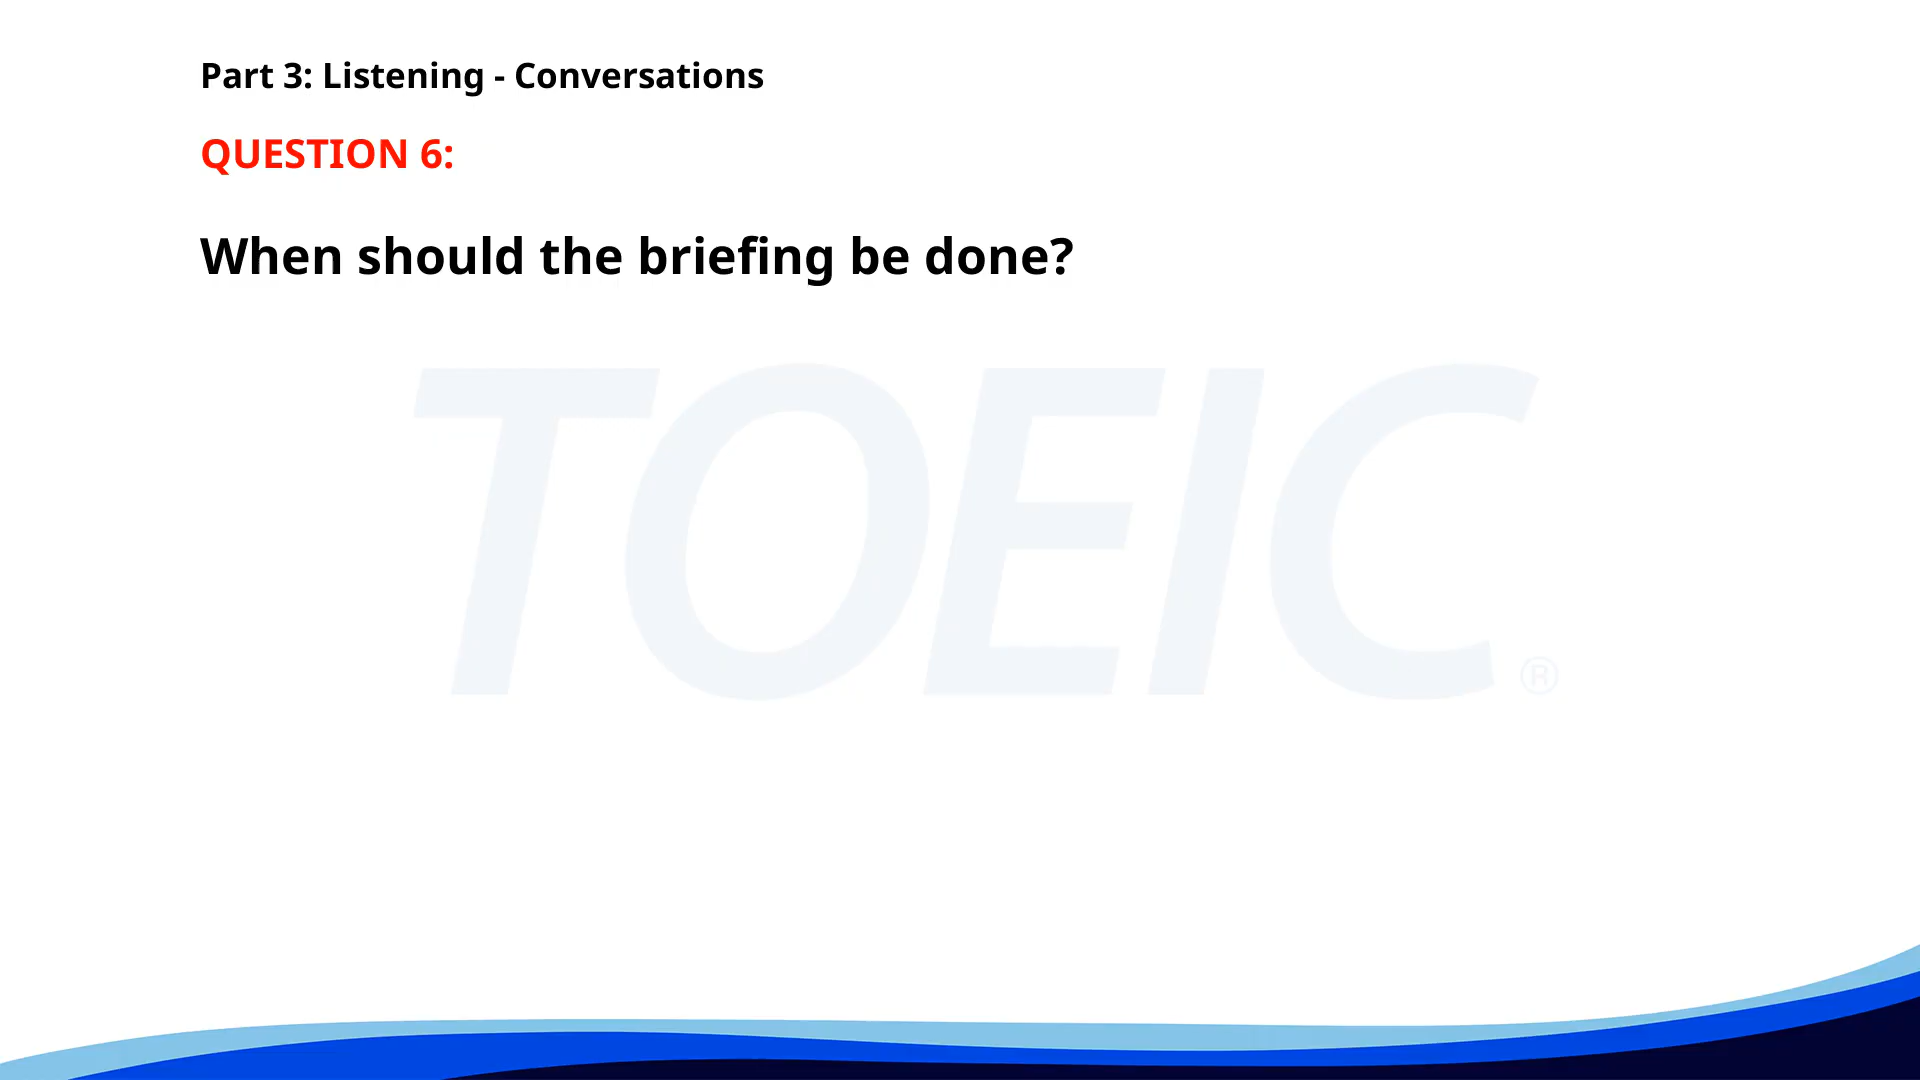 Part 3: Listening - Conversations
QUESTION 6:
When should the briefing be done?
TOEIC ®